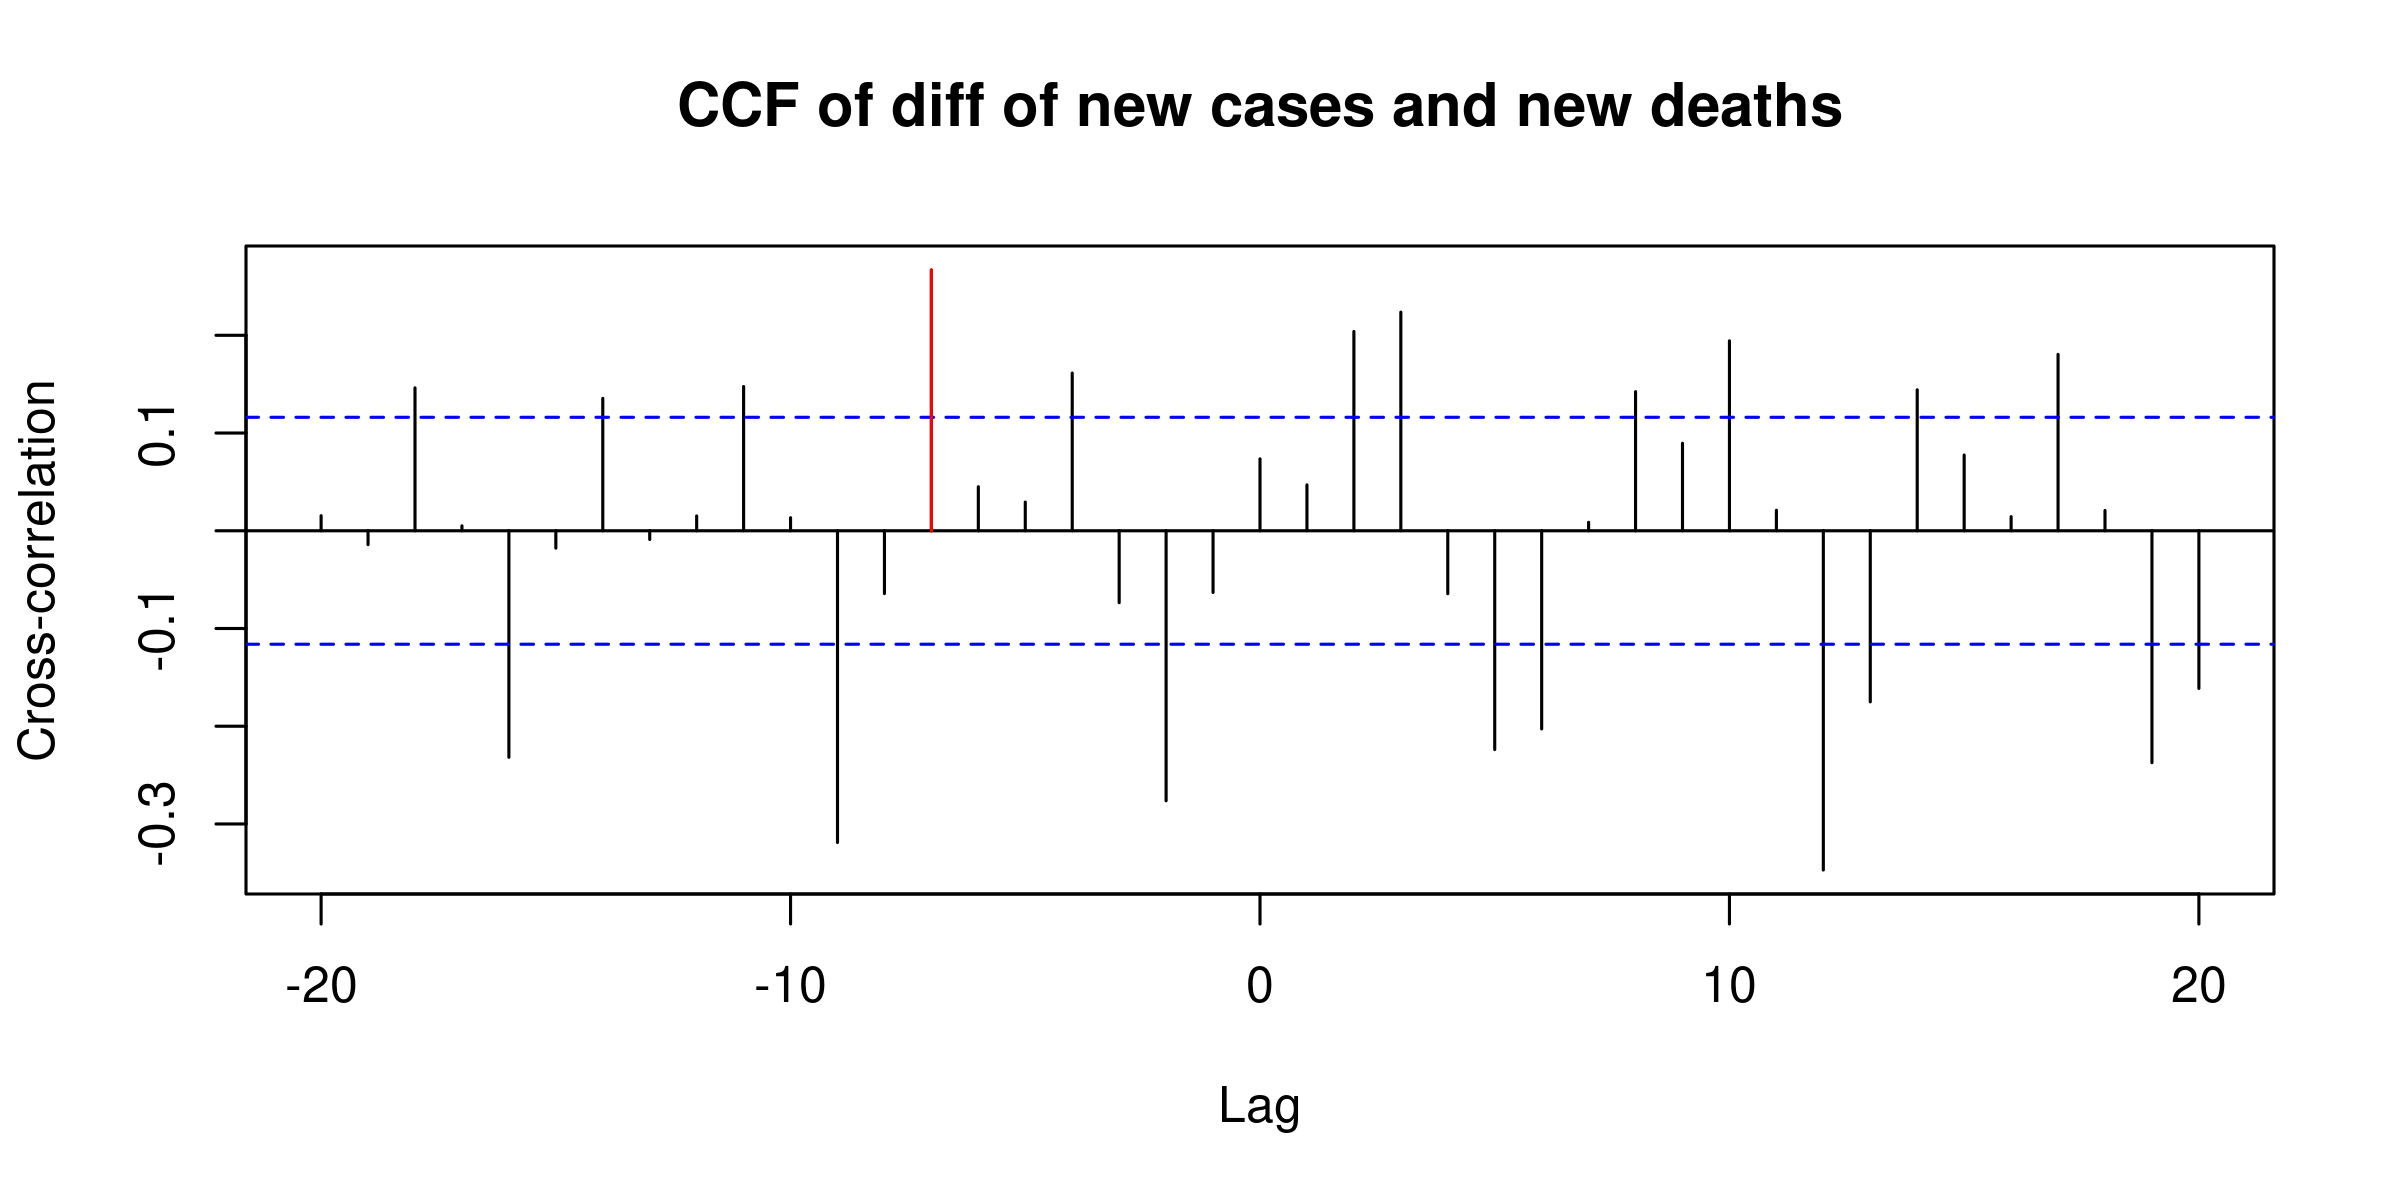 CCF of diff of new cases and new deaths
Cross-correlation
0.1
-0.1
-0.3
-20 -10 0 10 20
Lag